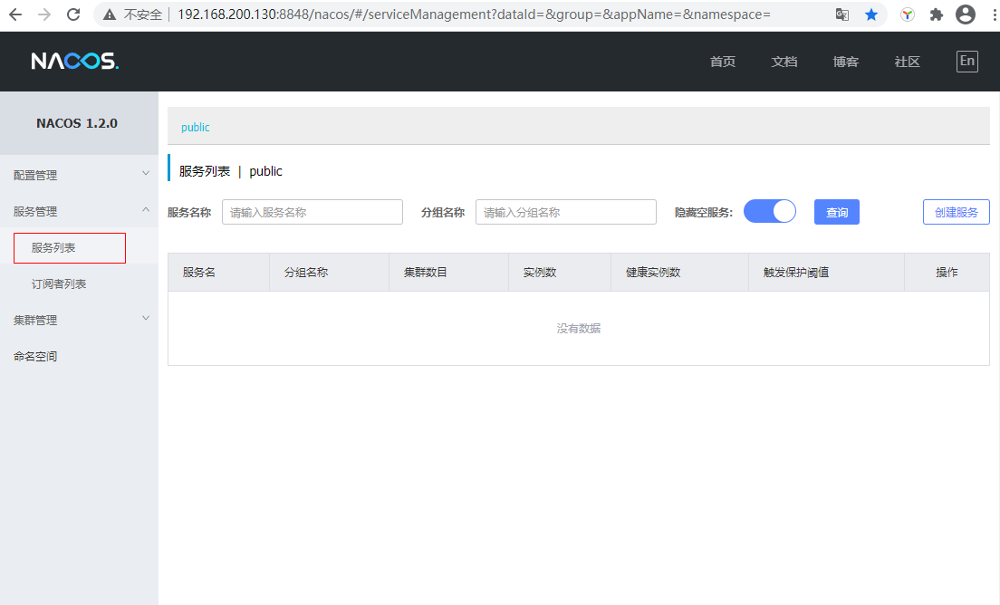 不安全 192.168.200.130:8848/nacos/#/serviceManagement?dataId=&group=&appName=&namespace=
NACOS.
首页 文档 博客 社区 En
NACOS 1.2.0
配置管理
服务管理
服务列表
订阅者列表
集群管理
命名空间
public
服务列表 | public
服务名称 请输入服务名称 分组名称 请输入分组名称 隐藏空服务: 查询 创建服务
服务名 分组名称 集群数目 实例数 健康实例数 触发保护阈值 操作
没有数据